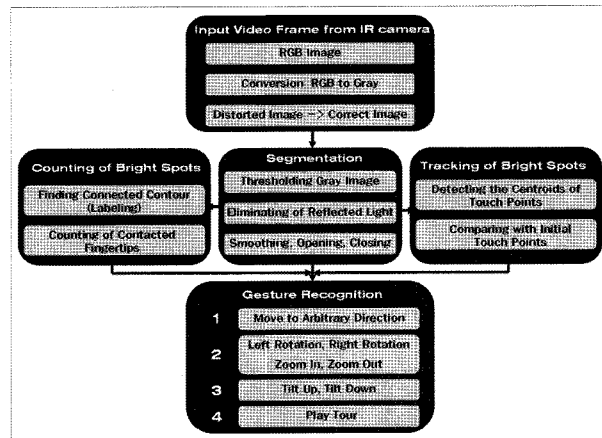 Input Video Frame from IR camera
RGB Image
Conversion RGB to Gray
Distorted Image --> Correct Image
Counting of Bright Spots
Finding Connected Contour
(Labeling)
Counting of Contacted
Fingertips
Segmentation
Thresholding Gray Image
Eliminating of Reflected Light
Smoothing, Opening, Closing
Tracking of Bright Spots
Detecting the Centroids of
Touch Points
Comparing with Initial
Touch Points
Gesture Recognition
1 Move to Arbitrary Direction
2 Left Rotation, Right Rotation
Zoom In, Zoom Out
3 Tilt Up, Tilt Down
4 Play Tour